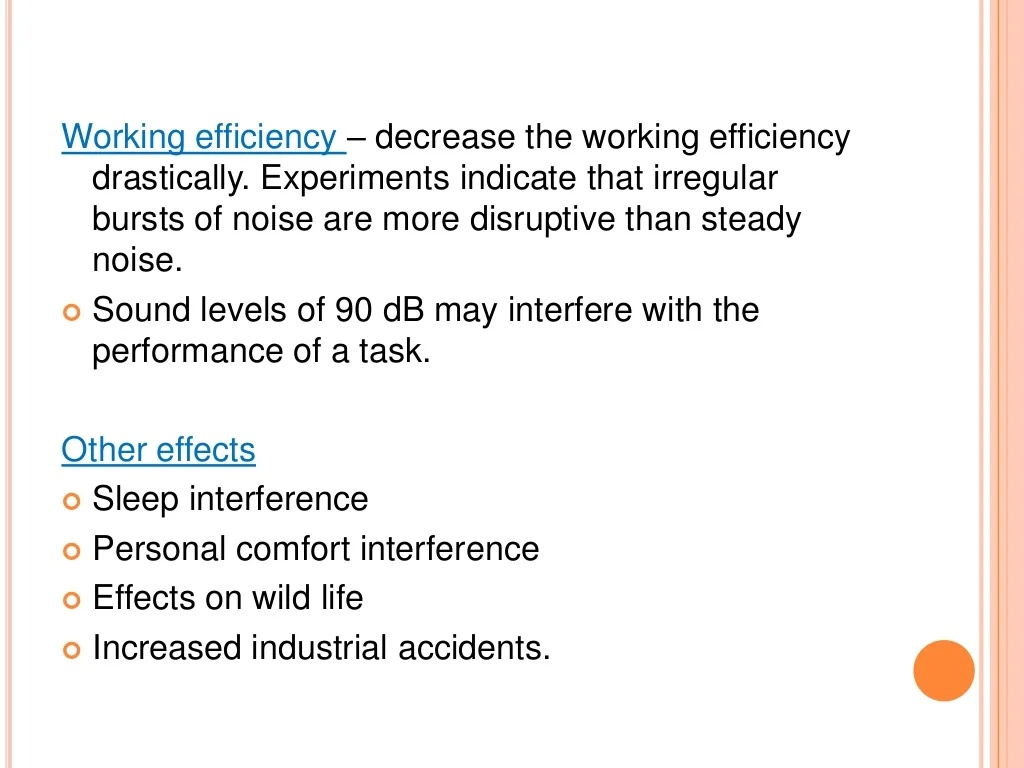 Working efficiency – decrease the working efficiency
drastically. Experiments indicate that irregular
bursts of noise are more disruptive than steady
noise.
Sound levels of 90 dB may interfere with the
performance of a task.
Other effects
Sleep interference
Personal comfort interference
Effects on wild life
Increased industrial accidents.